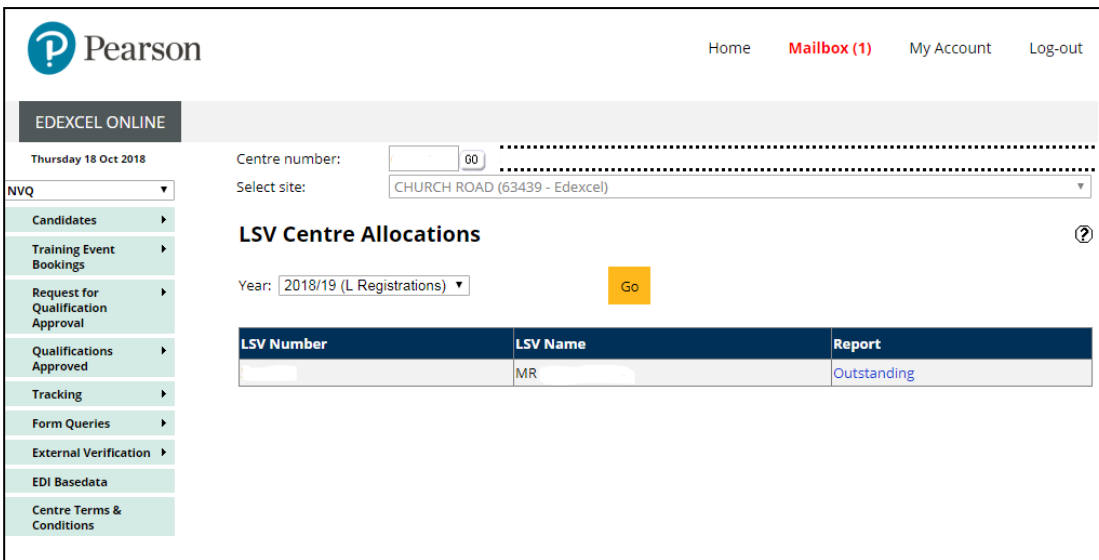 Pearson
Home Mailbox (1) My Account Log-out
EDEXCEL ONLINE
Thursday 18 Oct 2018
Centre number: GO
NVQ
Select site: CHURCH ROAD (63439 - Edexcel)
Candidates
Training Event
Bookings
Request for
Qualification
Approval
Qualifications
Approved
Tracking
Form Queries
External Verification
EDI Basedata
Centre Terms &
Conditions
LSV Centre Allocations
?
Year: 2018/19 (L Registrations) Go
LSV Number LSV Name Report
MR Outstanding